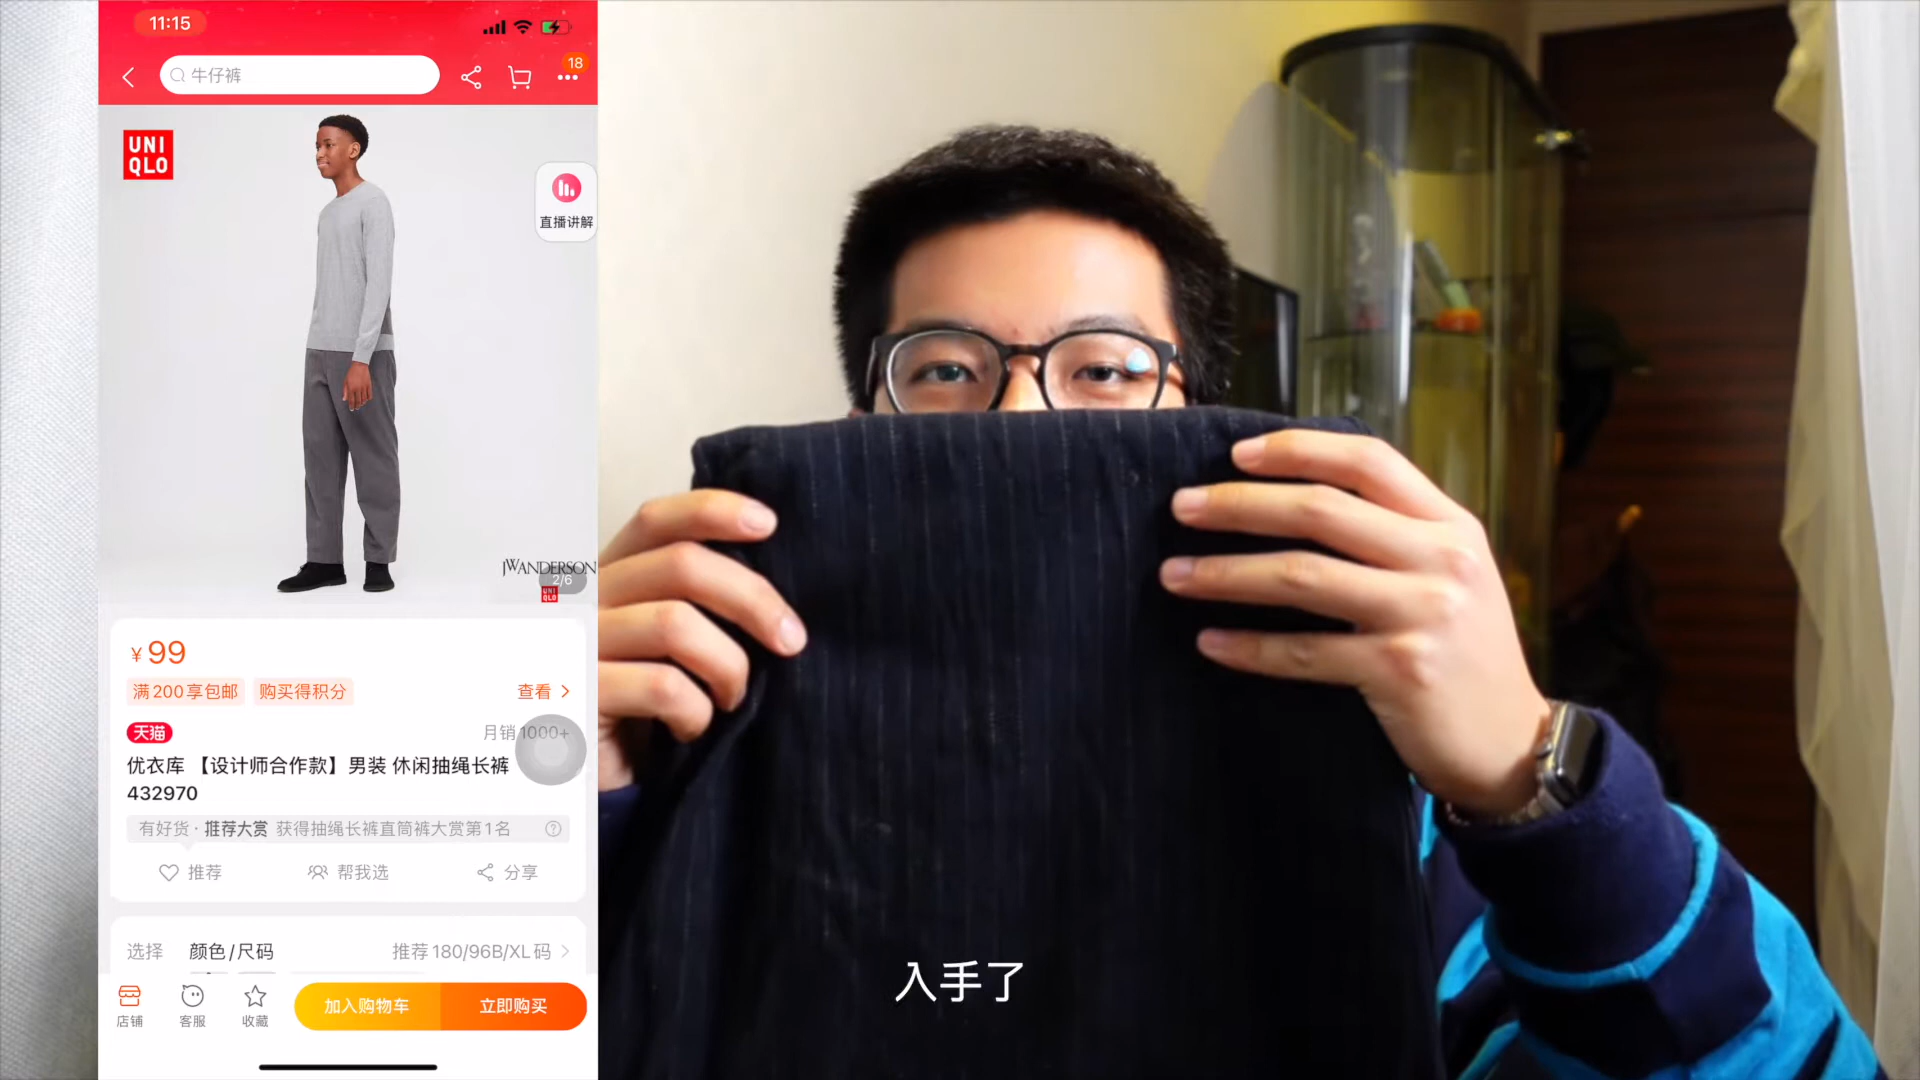 11:15
牛仔裤
18
UNI
QLO
直播讲解
JWANDERSON
2/6
UNI
QLO
¥99
满200享包邮 购买得积分 查看
天猫 月销1000+
优衣库 【设计师合作款】男装 休闲抽绳长裤
432970
有好货·推荐大赏 获得抽绳长裤直筒裤大赏第1名 ?
推荐 帮我选 分享
选择 颜色/尺码 推荐180/96B/XL码
店铺 客服 收藏 加入购物车 立即购买
入手了